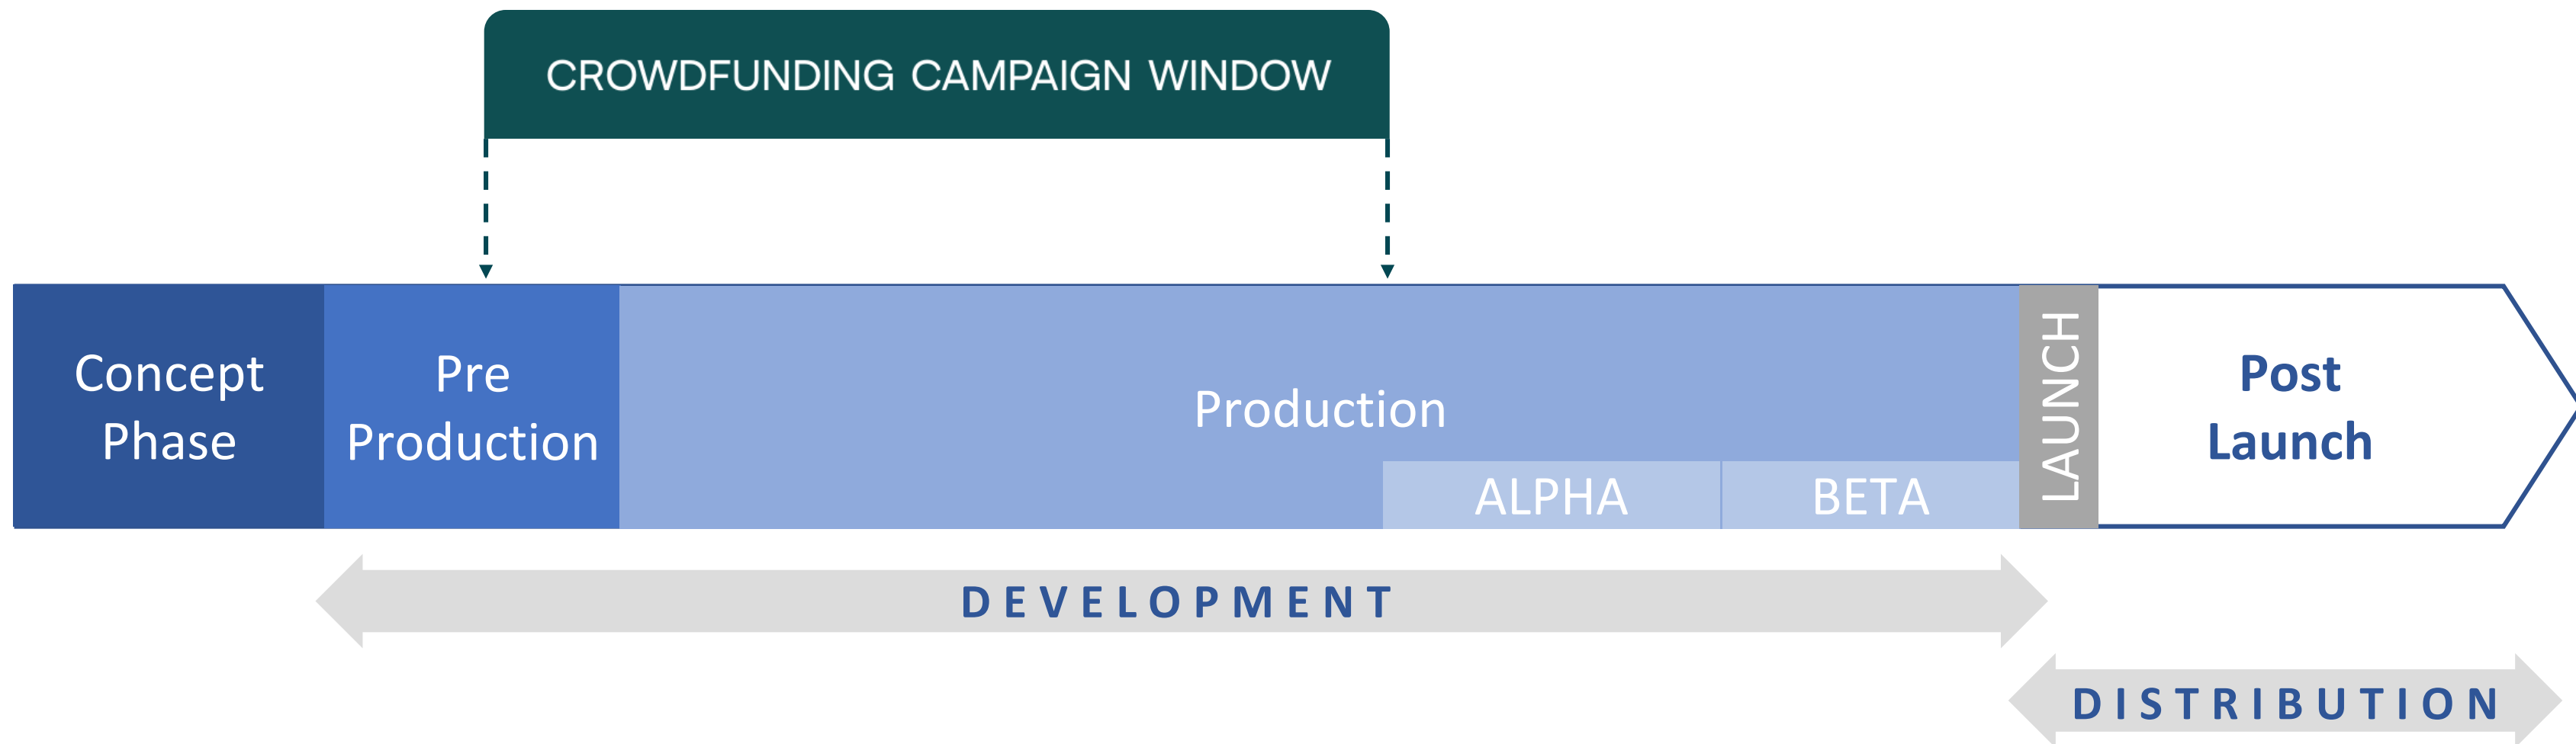 CROWDFUNDING CAMPAIGN WINDOW
Concept
Phase
Pre
Production
Production
ALPHA
BETA
LAUNCH
Post
Launch
DEVELOPMENT
DISTRIBUTION